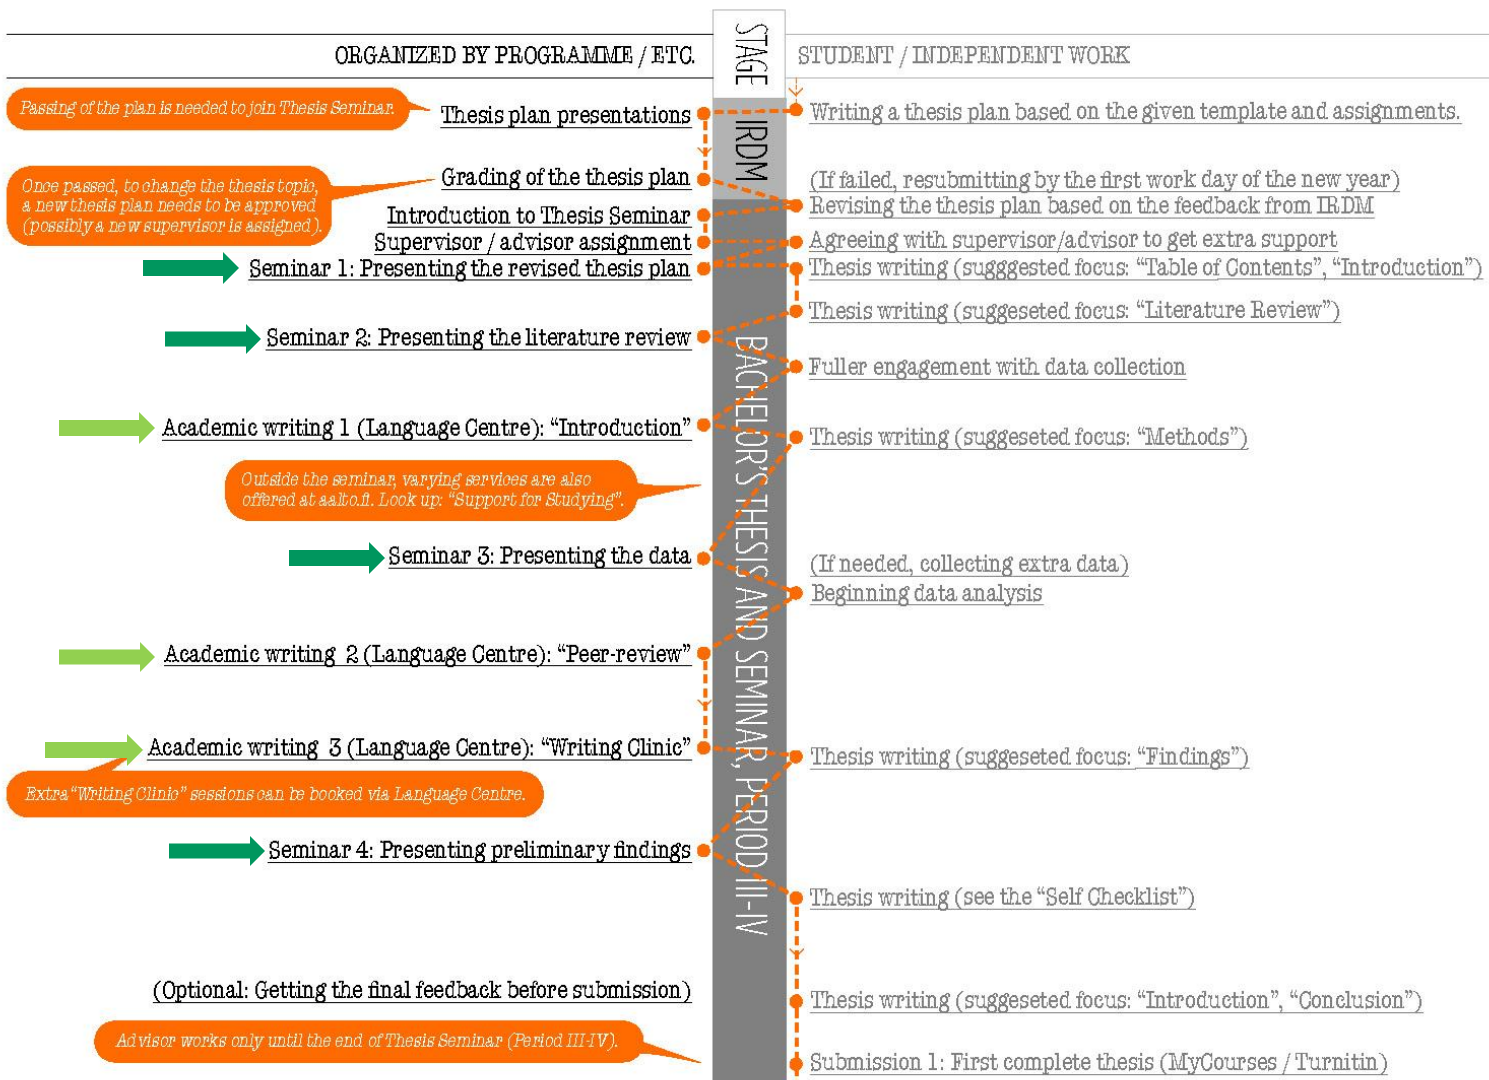 ORGANIZED BY PROGRAMME / ETC.
STAGE
STUDENT / INDEPENDENT WORK
Passing of the plan is needed to join Thesis Seminar.
Thesis plan presentations
IRDM
Writing a thesis plan based on the given template and assignments.
Once passed, to change the thesis topic,
a new thesis plan needs to be approved
(possibly a new supervisor is assigned).
Grading of the thesis plan
(If failed, resubmitting by the first work day of the new year)
Introduction to Thesis Seminar
Revising the thesis plan based on the feedback from IRDM
Supervisor / advisor assignment
Agreeing with supervisor/advisor to get extra support
Seminar 1: Presenting the revised thesis plan
Thesis writing (sugggested focus: “Table of Contents”, “Introduction”)
Thesis writing (suggeseted focus: “Literature Review”)
Seminar 2: Presenting the literature review
BACHELOR'S THESIS AND SEMINAR, PERIOD III-IV
Fuller engagement with data collection
Academic writing 1 (Language Centre): “Introduction”
Thesis writing (suggeseted focus: “Methods”)
Outside the seminar, varying services are also
offered at aalto.fi. Look up: “Support for Studying”.
Seminar 3: Presenting the data
(If needed, collecting extra data)
Beginning data analysis
Academic writing 2 (Language Centre): “Peer-review”
Academic writing 3 (Language Centre): “Writing Clinic”
Thesis writing (suggeseted focus: “Findings”)
Extra “Writing Clinic” sessions can be booked via Language Centre.
Seminar 4: Presenting preliminary findings
Thesis writing (see the “Self Checklist”)
(Optional: Getting the final feedback before submission)
Thesis writing (suggeseted focus: “Introduction”, “Conclusion”)
Advisor works only until the end of Thesis Seminar (Period III-IV).
Submission 1: First complete thesis (MyCourses / Turnitin)